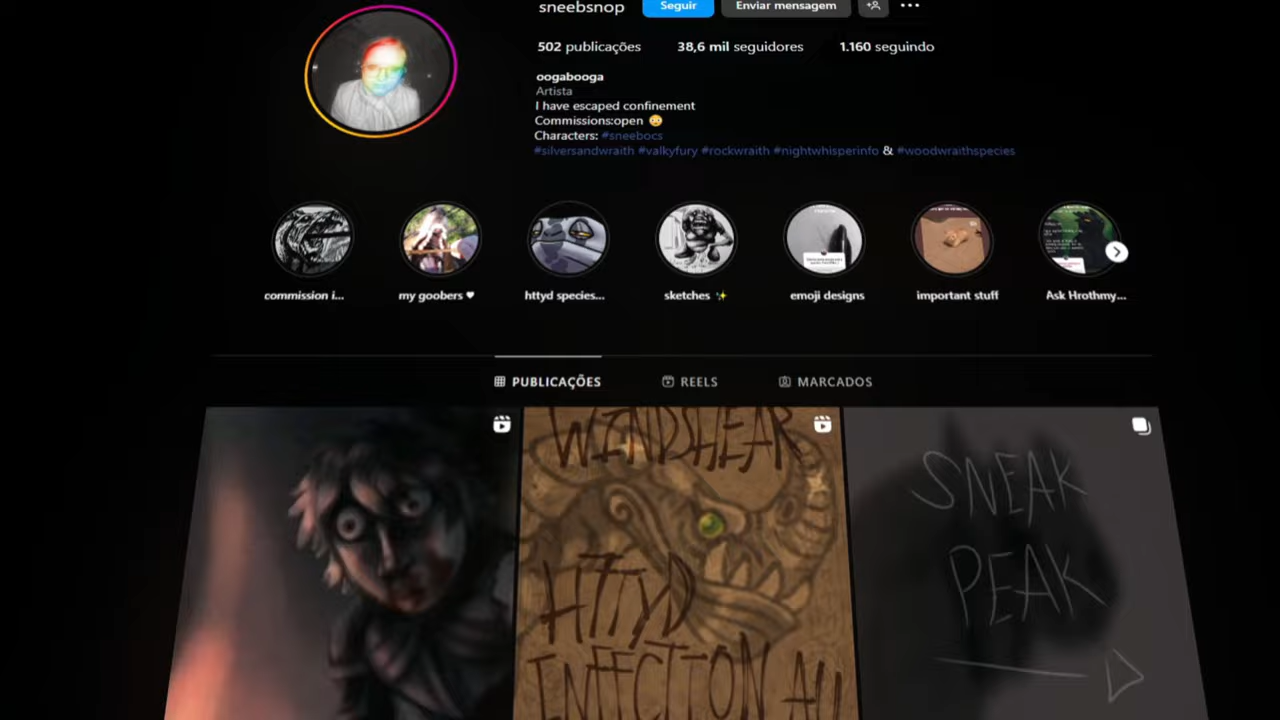 sneebsnop
Seguir
Enviar mensagem
502 publicações
38,6 mil seguidores
1.160 seguindo
oogabooga
Artista
I have escaped confinement
Commissions:open 😳
Characters: #sneebocs
#silversandwraith #valkyfury #rockwraith #nightwhisperinfo & #woodwraithspecies
commission i...
my goobers ♥
httyd species...
sketches ✨
emoji designs
important stuff
Ask Hrothmy...
PUBLICAÇÕES
REELS
MARCADOS
WINDSHEAR
HTTYD
INFECTION AU
SNEAK
PEAK